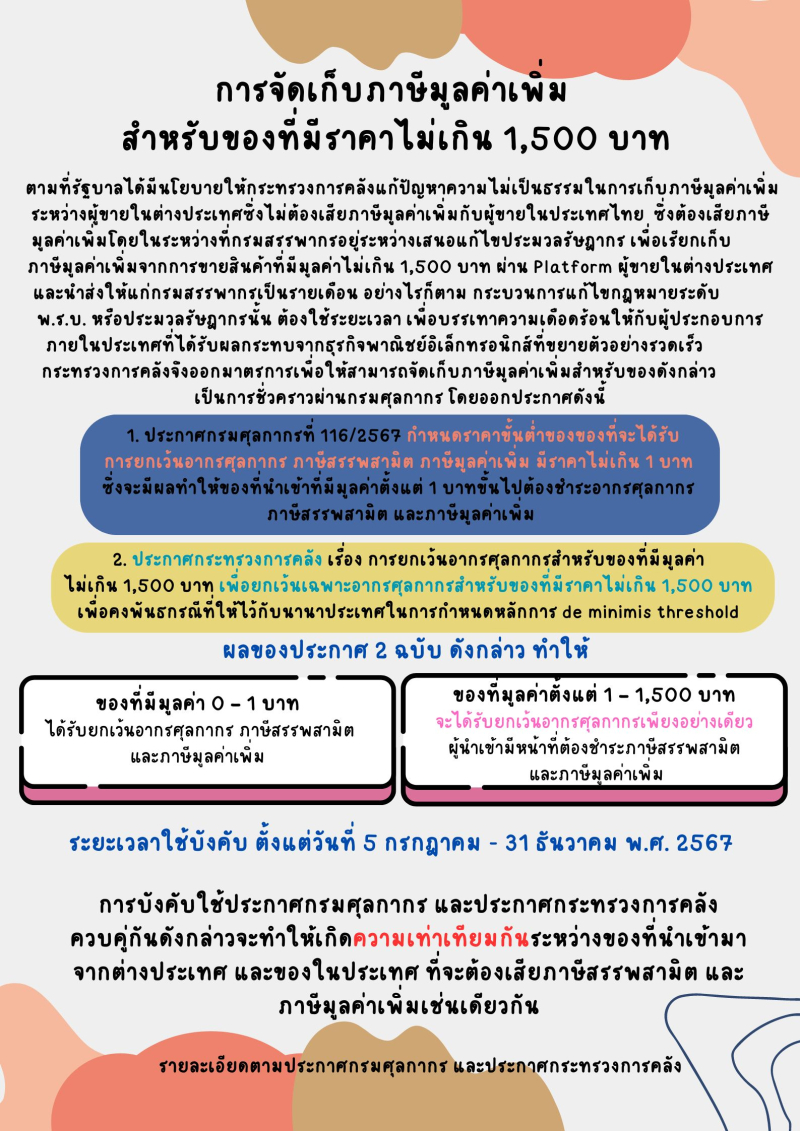 การจัดเก็บภาษีมูลค่าเพิ่ม
สำหรับของที่มีราคาไม่เกิน 1,500 บาท
ตามที่รัฐบาลได้มีนโยบายให้กระทรวงการคลังแก้ปัญหาความไม่เป็นธรรมในการเก็บภาษีมูลค่าเพิ่ม
ระหว่างผู้ขายในต่างประเทศซึ่งไม่ต้องเสียภาษีมูลค่าเพิ่มกับผู้ขายในประเทศไทย ซึ่งต้องเสียภาษี
มูลค่าเพิ่มโดยในระหว่างที่กรมสรรพากรอยู่ระหว่างเสนอแก้ไขประมวลรัษฎากร เพื่อเรียกเก็บ
ภาษีมูลค่าเพิ่มจากการขายสินค้าที่มีมูลค่าไม่เกิน 1,500 บาท ผ่าน Platform ผู้ขายในต่างประเทศ
และนำส่งให้แก่กรมสรรพากรเป็นรายเดือน อย่างไรก็ตาม กระบวนการแก้ไขกฎหมายระดับ
พ.ร.บ. หรือประมวลรัษฎากรนั้น ต้องใช้ระยะเวลา เพื่อบรรเทาความเดือดร้อนให้กับผู้ประกอบการ
ภายในประเทศที่ได้รับผลกระทบจากธุรกิจพาณิชย์อิเล็กทรอนิกส์ที่ขยายตัวอย่างรวดเร็ว
กระทรวงการคลังจึงออกมาตรการเพื่อให้สามารถจัดเก็บภาษีมูลค่าเพิ่มสำหรับของดังกล่าว
เป็นการชั่วคราวผ่านกรมศุลกากร โดยออกประกาศดังนี้
1. ประกาศกรมศุลกากรที่ 116/2567 กำหนดราคาขั้นต่ำของของที่จะได้รับ
การยกเว้นอากรศุลกากร ภาษีสรรพสามิต ภาษีมูลค่าเพิ่ม มีราคาไม่เกิน 1 บาท
ซึ่งจะมีผลทำให้ของที่นำเข้าที่มีมูลค่าตั้งแต่ 1 บาทขึ้นไปต้องชำระอากรศุลกากร
ภาษีสรรพสามิต และภาษีมูลค่าเพิ่ม
2. ประกาศกระทรวงการคลัง เรื่อง การยกเว้นอากรศุลกากรสำหรับของที่มีมูลค่า
ไม่เกิน 1,500 บาท เพื่อยกเว้นเฉพาะอากรศุลกากรสำหรับของที่มีราคาไม่เกิน 1,500 บาท
เพื่อคงพันธกรณีที่ให้ไว้กับนานาประเทศในการกำหนดหลักการ de minimis threshold
ผลของประกาศ 2 ฉบับ ดังกล่าว ทำให้
ของที่มีมูลค่า 0 – 1 บาท
ได้รับยกเว้นอากรศุลกากร ภาษีสรรพสามิต
และภาษีมูลค่าเพิ่ม
ของที่มูลค่าตั้งแต่ 1 – 1,500 บาท
จะได้รับยกเว้นอากรศุลกากรเพียงอย่างเดียว
ผู้นำเข้ามีหน้าที่ต้องชำระภาษีสรรพสามิต
และภาษีมูลค่าเพิ่ม
ระยะเวลาใช้บังคับ ตั้งแต่วันที่ 5 กรกฎาคม - 31 ธันวาคม พ.ศ. 2567
การบังคับใช้ประกาศกรมศุลกากร และประกาศกระทรวงการคลัง
ควบคู่กันดังกล่าวจะทำให้เกิดความเท่าเทียมกันระหว่างของที่นำเข้ามา
จากต่างประเทศ และของในประเทศ ที่จะต้องเสียภาษีสรรพสามิต และ
ภาษีมูลค่าเพิ่มเช่นเดียวกัน
รายละเอียดตามประกาศกรมศุลกากร และประกาศกระทรวงการคลัง